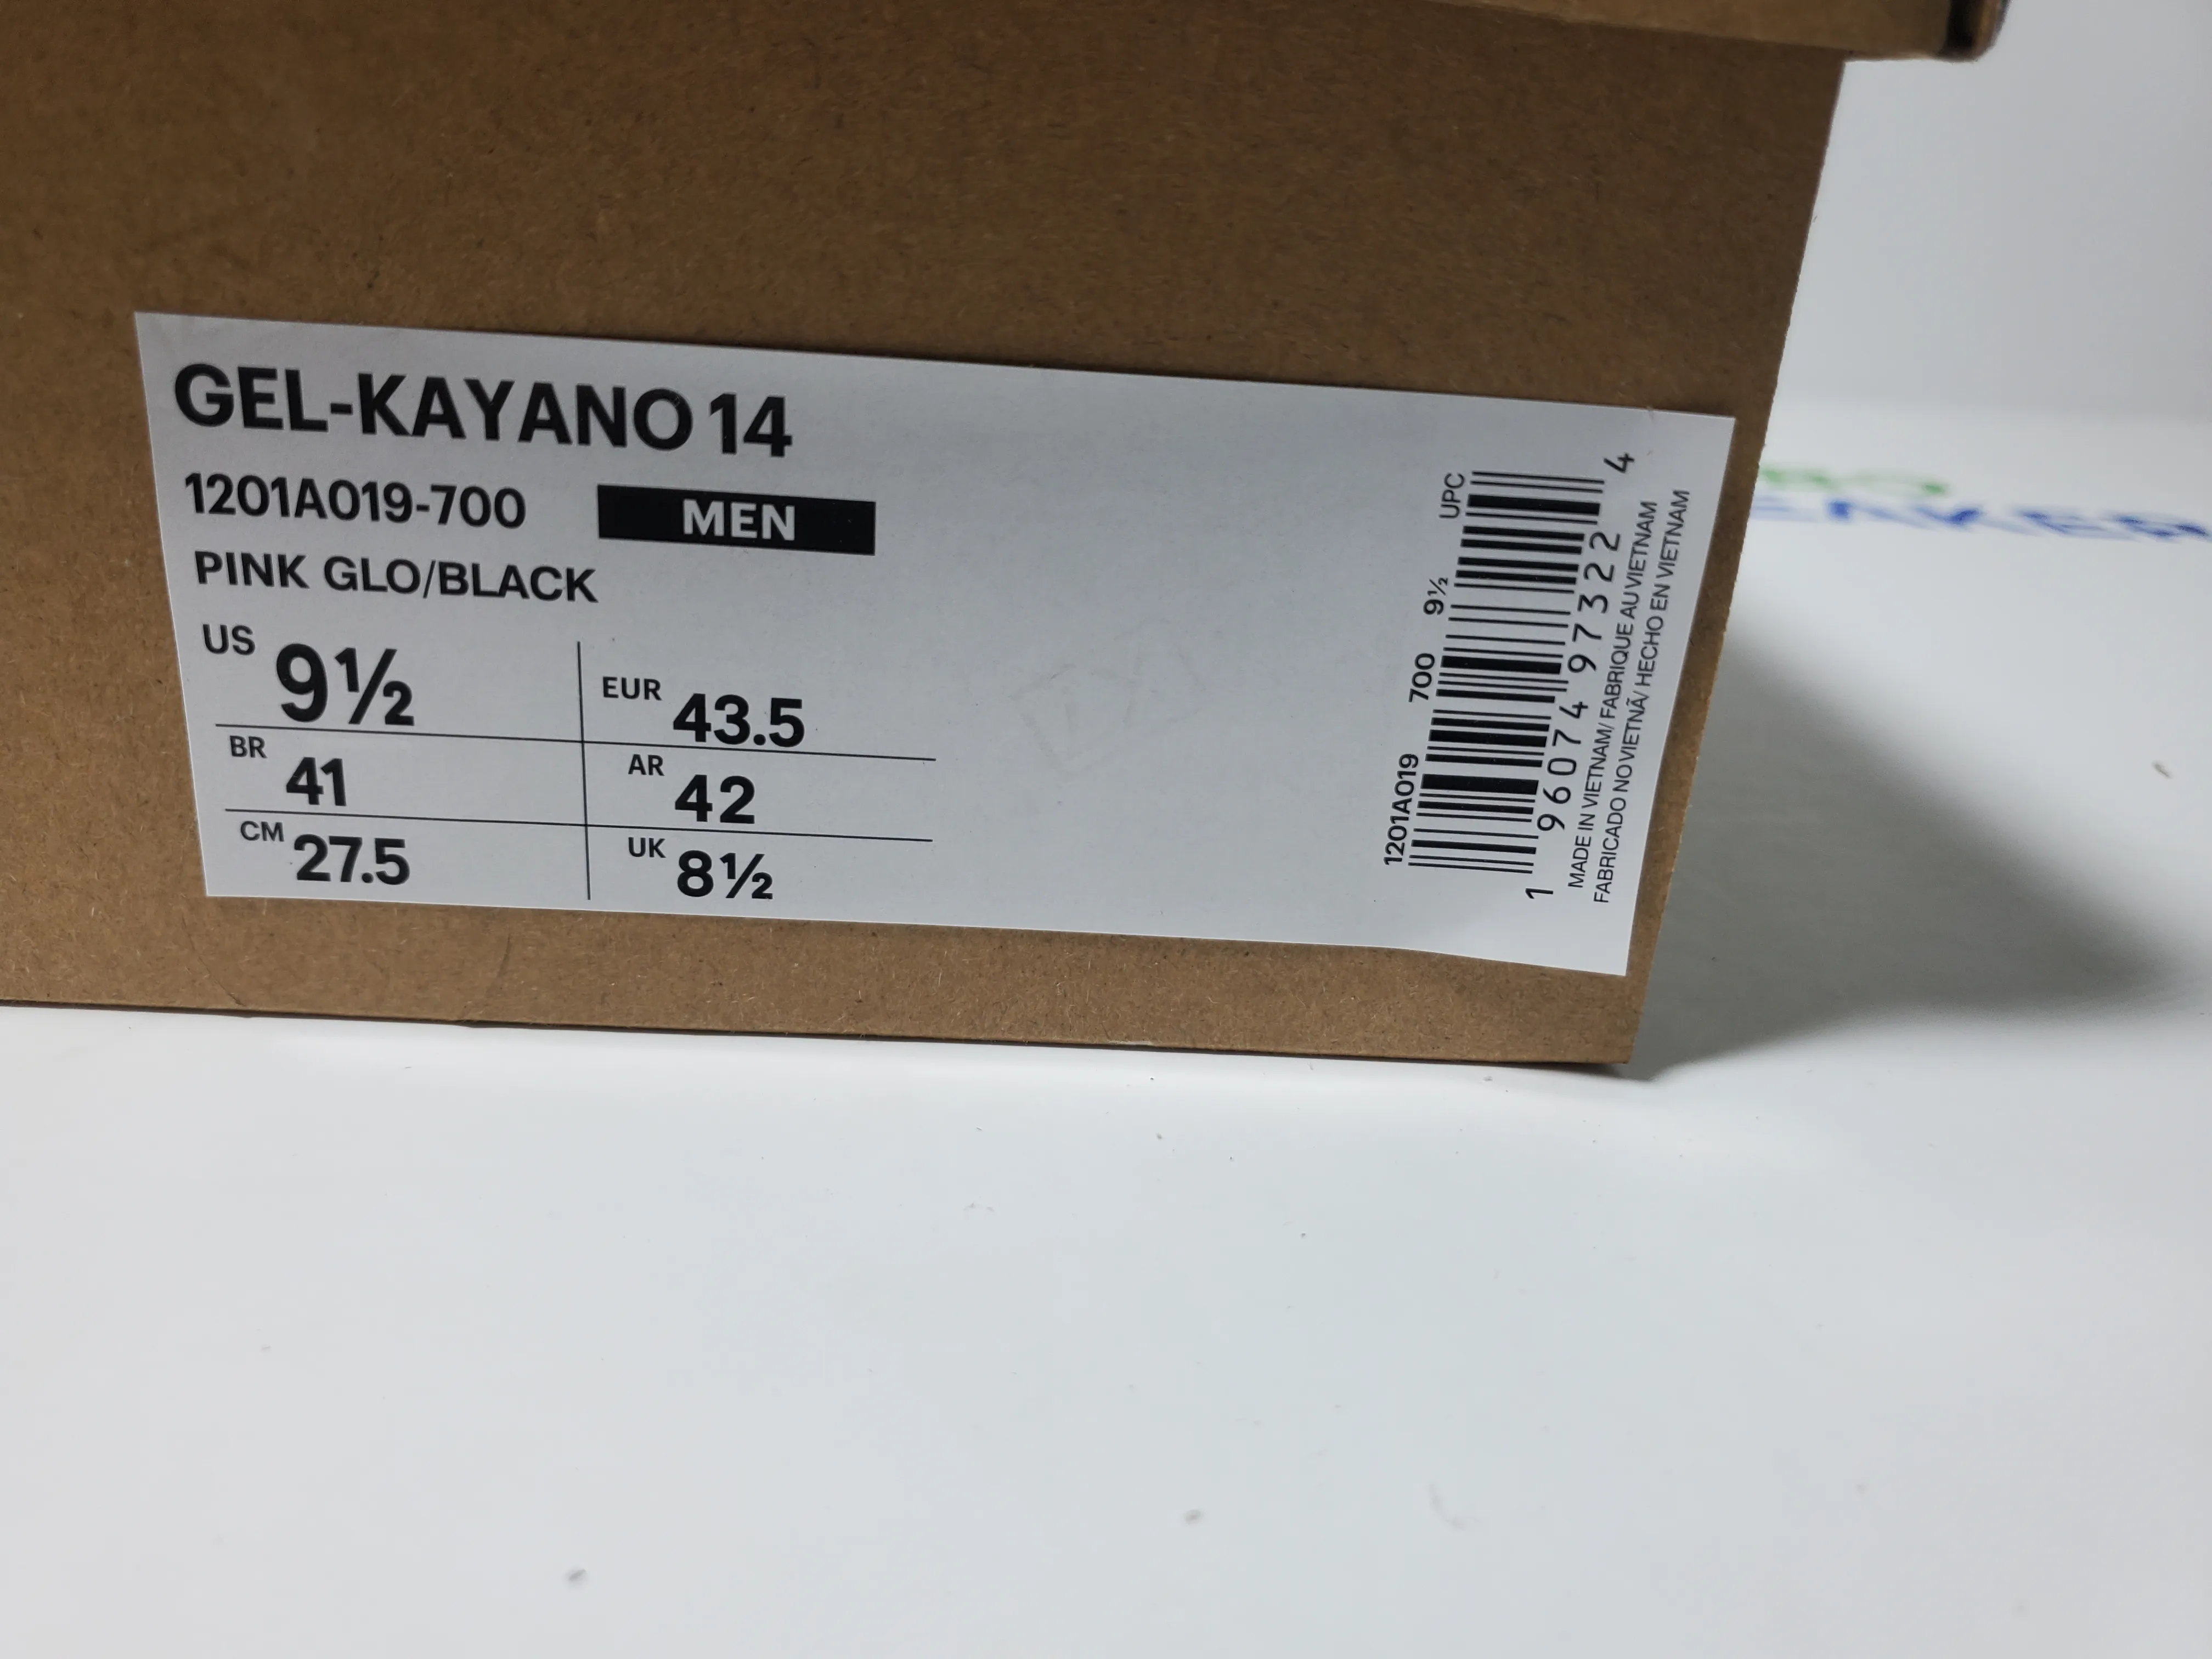 GEL-KAYANO 14
1201A019-700 MEN
PINK GLO/BLACK
US 9½ EUR 43.5
BR 41 AR 42
CM 27.5 UK 8½
1201A019 700 9½ UPC
1 96074 97322 4
MADE IN VIETNAM/ FABRIQUE AU VIETNAM
FABRICADO NO VIETNÃ/ HECHO EN VIETNAM